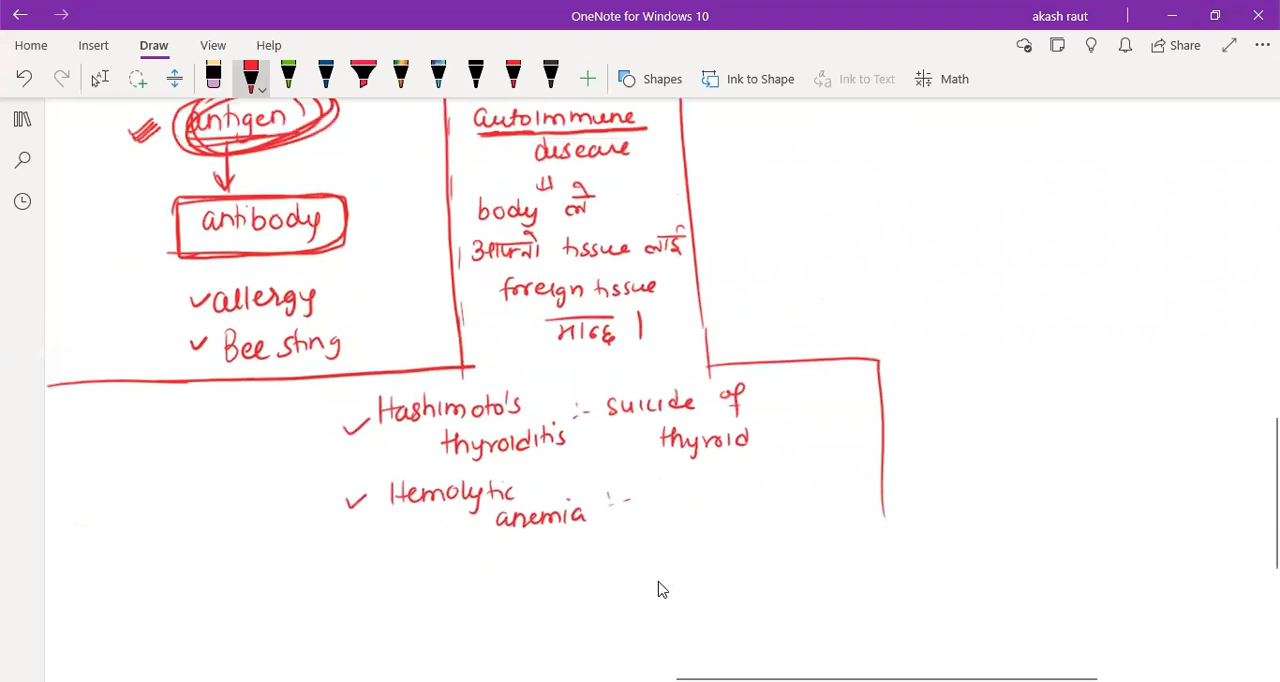 OneNote for Windows 10
akash raut
Home Insert Draw View Help
Share
Shapes Ink to Shape Ink to Text Math
antigen
antibody
✓ allergy
✓ Bee sting
autoimmune
disease
⇓
body ले
आफ्नो tissue लाई
foreign tissue
मान्छ ।
✓ Hashimoto's
thyroiditis :- suicide of
thyroid
✓ Hemolytic
anemia :-